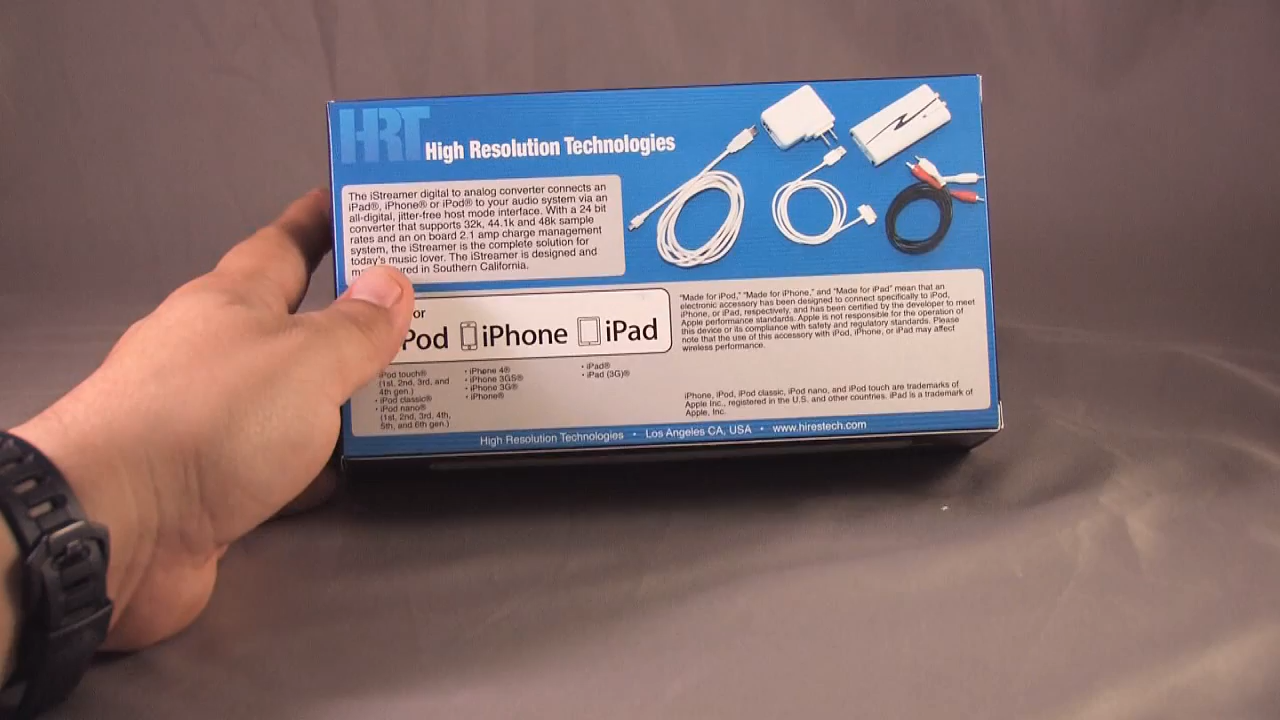 HRT High Resolution Technologies
The iStreamer digital to analog converter connects an
iPad®, iPhone® or iPod® to your audio system via an
all-digital, jitter-free host mode interface. With a 24 bit
converter that supports 32k, 44.1k and 48k sample
rates and an on board 2.1 amp charge management
system, the iStreamer is the complete solution for
today's music lover. The iStreamer is designed and
in Southern California.
iPhone iPad
iPod touch®
(1st, 2nd, 3rd, and
4th gen.)
• iPod classic®
• iPod nano®
(1st, 2nd, 3rd, 4th,
5th, and 6th gen.)
• iPhone 4®
• iPhone 3GS®
• iPhone 3G®
• iPhone®
• iPad®
• iPad (3G)®
"Made for iPod," "Made for iPhone," and "Made for iPad" mean that an
electronic accessory has been designed to connect specifically to iPod,
iPhone, or iPad, respectively, and has been certified by the developer to meet
Apple performance standards. Apple is not responsible for the operation of
this device or its compliance with safety and regulatory standards. Please
note that the use of this accessory with iPod, iPhone, or iPad may affect
wireless performance.
iPhone, iPod, iPod classic, iPod nano, and iPod touch are trademarks of
Apple Inc., registered in the U.S. and other countries. iPad is a trademark of
Apple, Inc.
High Resolution Technologies • Los Angeles CA, USA • www.hirestech.com